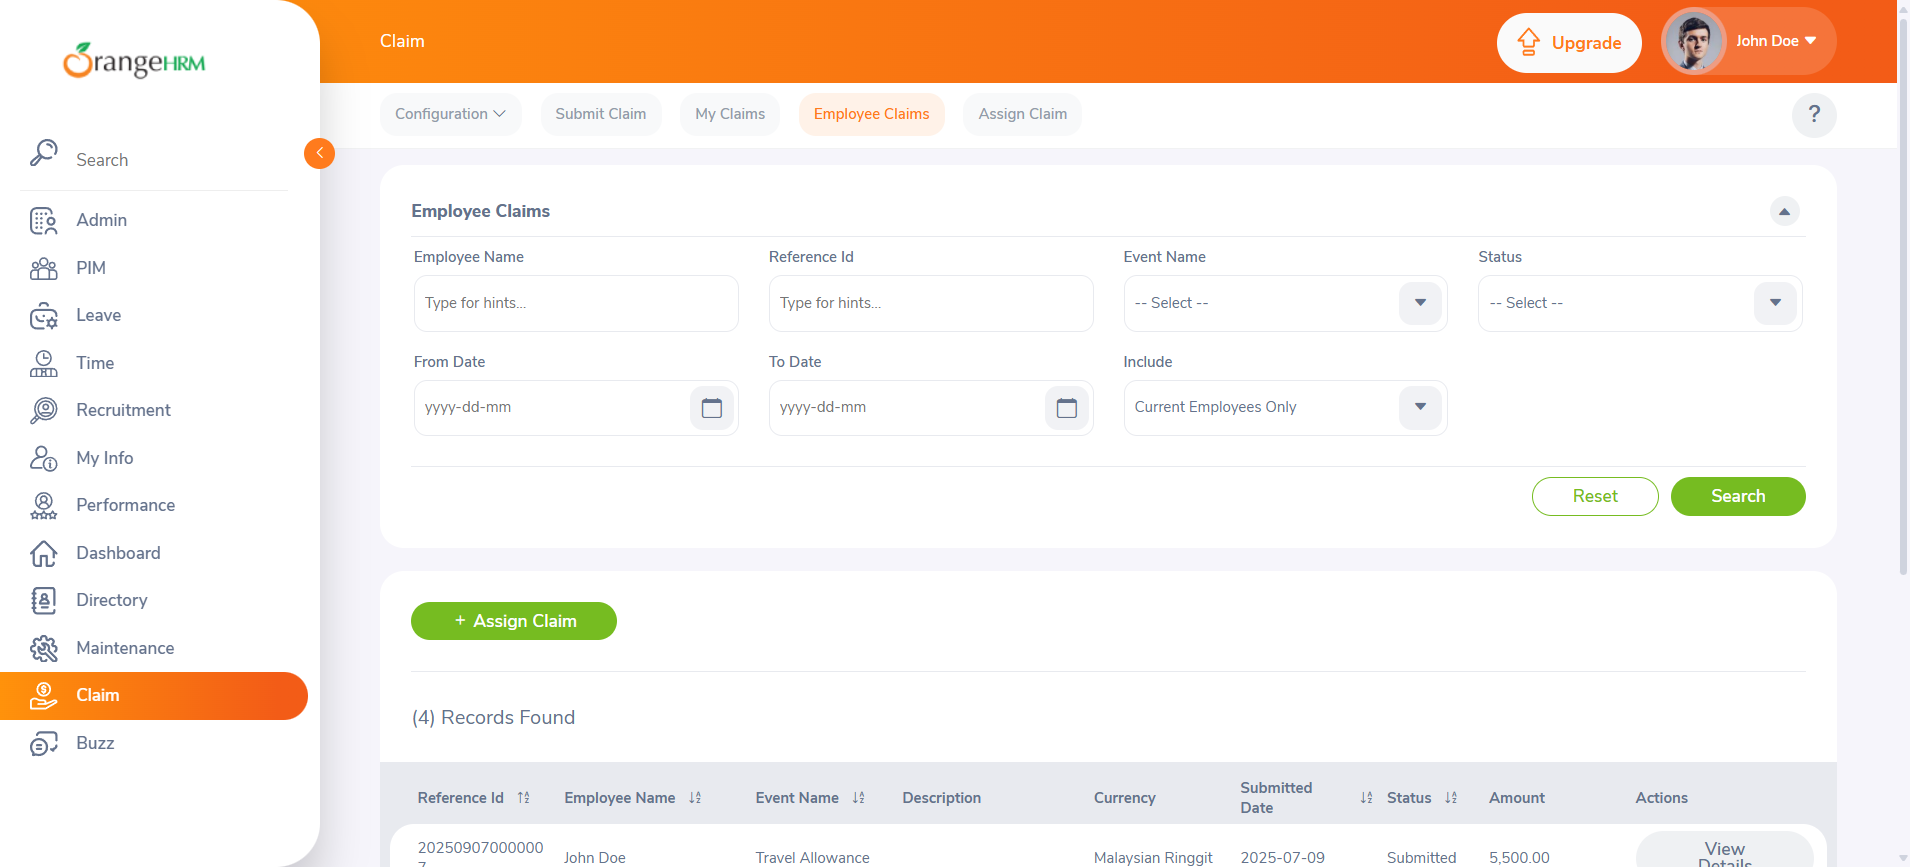 OrangeHRM
Claim
Upgrade
John Doe
Configuration
Submit Claim
My Claims
Employee Claims
Assign Claim
?
Search
Admin
PIM
Leave
Time
Recruitment
My Info
Performance
Dashboard
Directory
Maintenance
Claim
Buzz
Employee Claims
Employee Name
Reference Id
Event Name
Status
Type for hints...
Type for hints...
-- Select --
-- Select --
From Date
To Date
Include
yyyy-dd-mm
yyyy-dd-mm
Current Employees Only
Reset
Search
+ Assign Claim
(4) Records Found
Reference Id
Employee Name
Event Name
Description
Currency
Submitted
Date
Status
Amount
Actions
20250907000000
7
John Doe
Travel Allowance
Malaysian Ringgit
2025-07-09
Submitted
5,500.00
View
Details